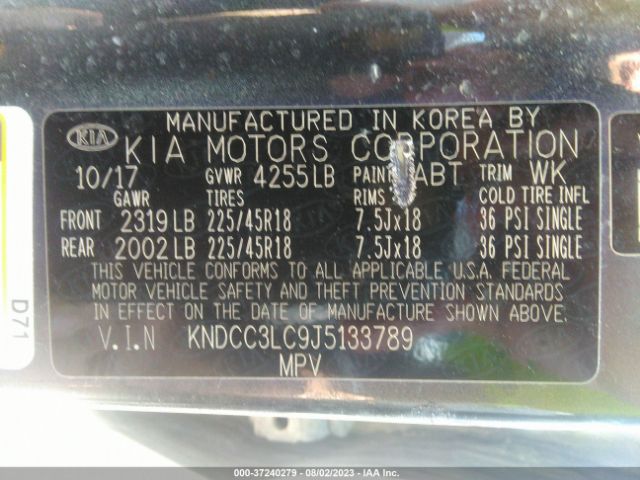 MANUFACTURED IN KOREA BY
KIA KIA MOTORS CORPORATION
10/17 GVWR 4255LB PAINT ABT TRIM WK
GAWR TIRES RIMS COLD TIRE INFL
FRONT 2319LB 225/45R18 7.5Jx18 36 PSI SINGLE
REAR 2002LB 225/45R18 7.5Jx18 36 PSI SINGLE
THIS VEHICLE CONFORMS TO ALL APPLICABLE U.S.A. FEDERAL
MOTOR VEHICLE SAFETY AND THEFT PREVENTION STANDARDS
IN EFFECT ON THE DATE OF MANUFACTURE SHOWN ABOVE.
V.I.N KNDCC3LC9J5133789
MPV
D71
000-37240279 - 08/02/2023 - IAA Inc.